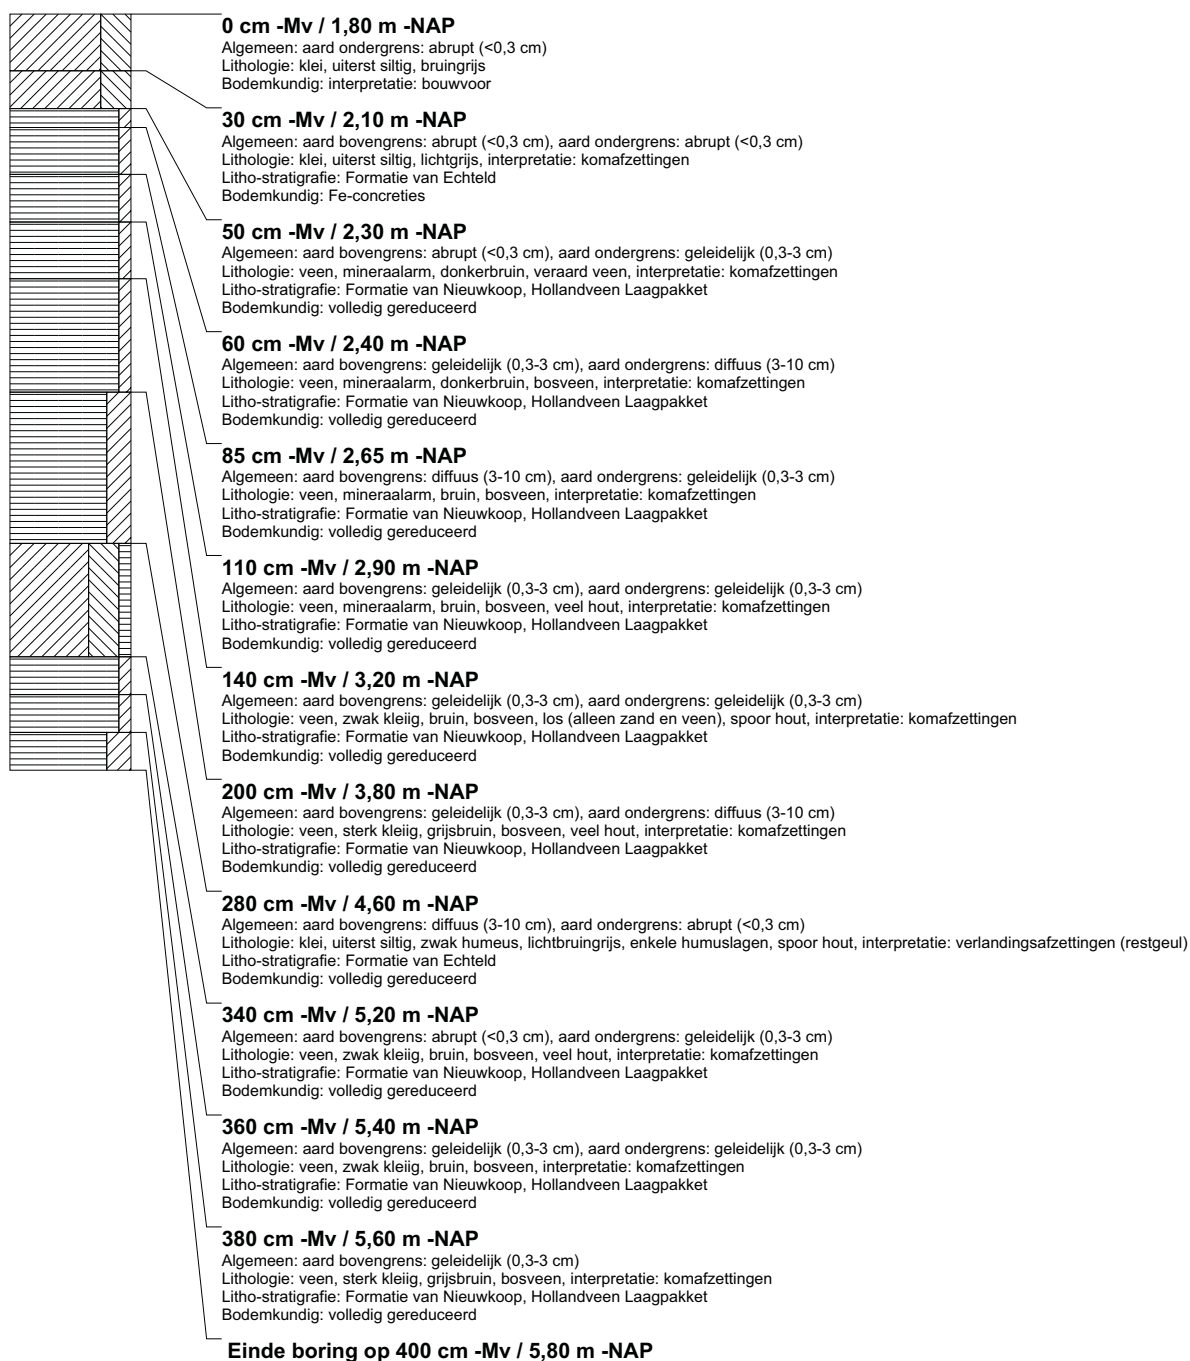 0 cm -Mv / 1,80 m -NAP
Algemeen: aard ondergrens: abrupt (<0,3 cm)
Lithologie: klei, uiterst siltig, bruingrijs
Bodemkundig: interpretatie: bouwvoor
30 cm -Mv / 2,10 m -NAP
Algemeen: aard bovengrens: abrupt (<0,3 cm), aard ondergrens: abrupt (<0,3 cm)
Lithologie: klei, uiterst siltig, lichtgrijs, interpretatie: komafzettingen
Litho-stratigrafie: Formatie van Echteld
Bodemkundig: Fe-concreties
50 cm -Mv / 2,30 m -NAP
Algemeen: aard bovengrens: abrupt (<0,3 cm), aard ondergrens: geleidelijk (0,3-3 cm)
Lithologie: veen, mineraalarm, donkerbruin, veraard veen, interpretatie: komafzettingen
Litho-stratigrafie: Formatie van Nieuwkoop, Hollandveen Laagpakket
Bodemkundig: volledig gereduceerd
60 cm -Mv / 2,40 m -NAP
Algemeen: aard bovengrens: geleidelijk (0,3-3 cm), aard ondergrens: diffuus (3-10 cm)
Lithologie: veen, mineraalarm, donkerbruin, bosveen, interpretatie: komafzettingen
Litho-stratigrafie: Formatie van Nieuwkoop, Hollandveen Laagpakket
Bodemkundig: volledig gereduceerd
85 cm -Mv / 2,65 m -NAP
Algemeen: aard bovengrens: diffuus (3-10 cm), aard ondergrens: geleidelijk (0,3-3 cm)
Lithologie: veen, mineraalarm, bruin, bosveen, interpretatie: komafzettingen
Litho-stratigrafie: Formatie van Nieuwkoop, Hollandveen Laagpakket
Bodemkundig: volledig gereduceerd
110 cm -Mv / 2,90 m -NAP
Algemeen: aard bovengrens: geleidelijk (0,3-3 cm), aard ondergrens: geleidelijk (0,3-3 cm)
Lithologie: veen, mineraalarm, bruin, bosveen, veel hout, interpretatie: komafzettingen
Litho-stratigrafie: Formatie van Nieuwkoop, Hollandveen Laagpakket
Bodemkundig: volledig gereduceerd
140 cm -Mv / 3,20 m -NAP
Algemeen: aard bovengrens: geleidelijk (0,3-3 cm), aard ondergrens: geleidelijk (0,3-3 cm)
Lithologie: veen, zwak kleiig, bruin, bosveen, los (alleen zand en veen), spoor hout, interpretatie: komafzettingen
Litho-stratigrafie: Formatie van Nieuwkoop, Hollandveen Laagpakket
Bodemkundig: volledig gereduceerd
200 cm -Mv / 3,80 m -NAP
Algemeen: aard bovengrens: geleidelijk (0,3-3 cm), aard ondergrens: diffuus (3-10 cm)
Lithologie: veen, sterk kleiig, grijsbruin, bosveen, veel hout, interpretatie: komafzettingen
Litho-stratigrafie: Formatie van Nieuwkoop, Hollandveen Laagpakket
Bodemkundig: volledig gereduceerd
280 cm -Mv / 4,60 m -NAP
Algemeen: aard bovengrens: diffuus (3-10 cm), aard ondergrens: abrupt (<0,3 cm)
Lithologie: klei, uiterst siltig, zwak humeus, lichtbruingrijs, enkele humuslagen, spoor hout, interpretatie: verlandingsafzettingen (restgeul)
Litho-stratigrafie: Formatie van Echteld
Bodemkundig: volledig gereduceerd
340 cm -Mv / 5,20 m -NAP
Algemeen: aard bovengrens: abrupt (<0,3 cm), aard ondergrens: geleidelijk (0,3-3 cm)
Lithologie: veen, zwak kleiig, bruin, bosveen, veel hout, interpretatie: komafzettingen
Litho-stratigrafie: Formatie van Nieuwkoop, Hollandveen Laagpakket
Bodemkundig: volledig gereduceerd
360 cm -Mv / 5,40 m -NAP
Algemeen: aard bovengrens: geleidelijk (0,3-3 cm), aard ondergrens: geleidelijk (0,3-3 cm)
Lithologie: veen, zwak kleiig, bruin, bosveen, interpretatie: komafzettingen
Litho-stratigrafie: Formatie van Nieuwkoop, Hollandveen Laagpakket
Bodemkundig: volledig gereduceerd
380 cm -Mv / 5,60 m -NAP
Algemeen: aard bovengrens: geleidelijk (0,3-3 cm)
Lithologie: veen, sterk kleiig, grijsbruin, bosveen, interpretatie: komafzettingen
Litho-stratigrafie: Formatie van Nieuwkoop, Hollandveen Laagpakket
Bodemkundig: volledig gereduceerd
Einde boring op 400 cm -Mv / 5,80 m -NAP